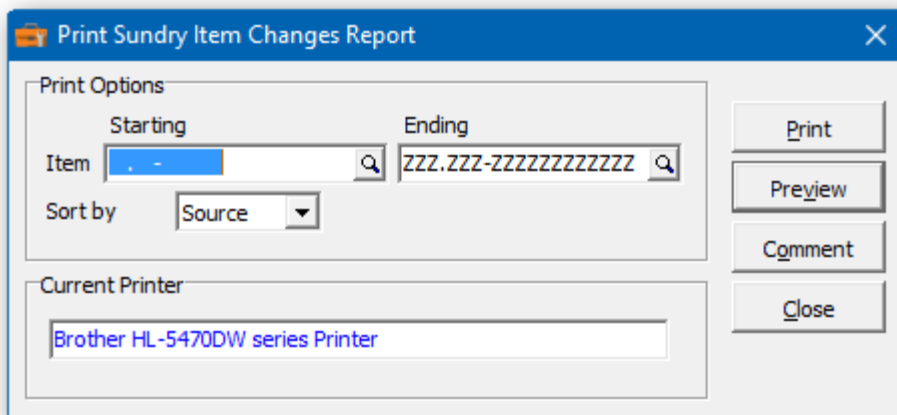 Print Sundry Item Changes Report
Print Options
Starting Ending
Item . - ZZZ.ZZZ-ZZZZZZZZZZZZ
Sort by Source
Current Printer
Brother HL-5470DW series Printer
Print
Preview
Comment
Close